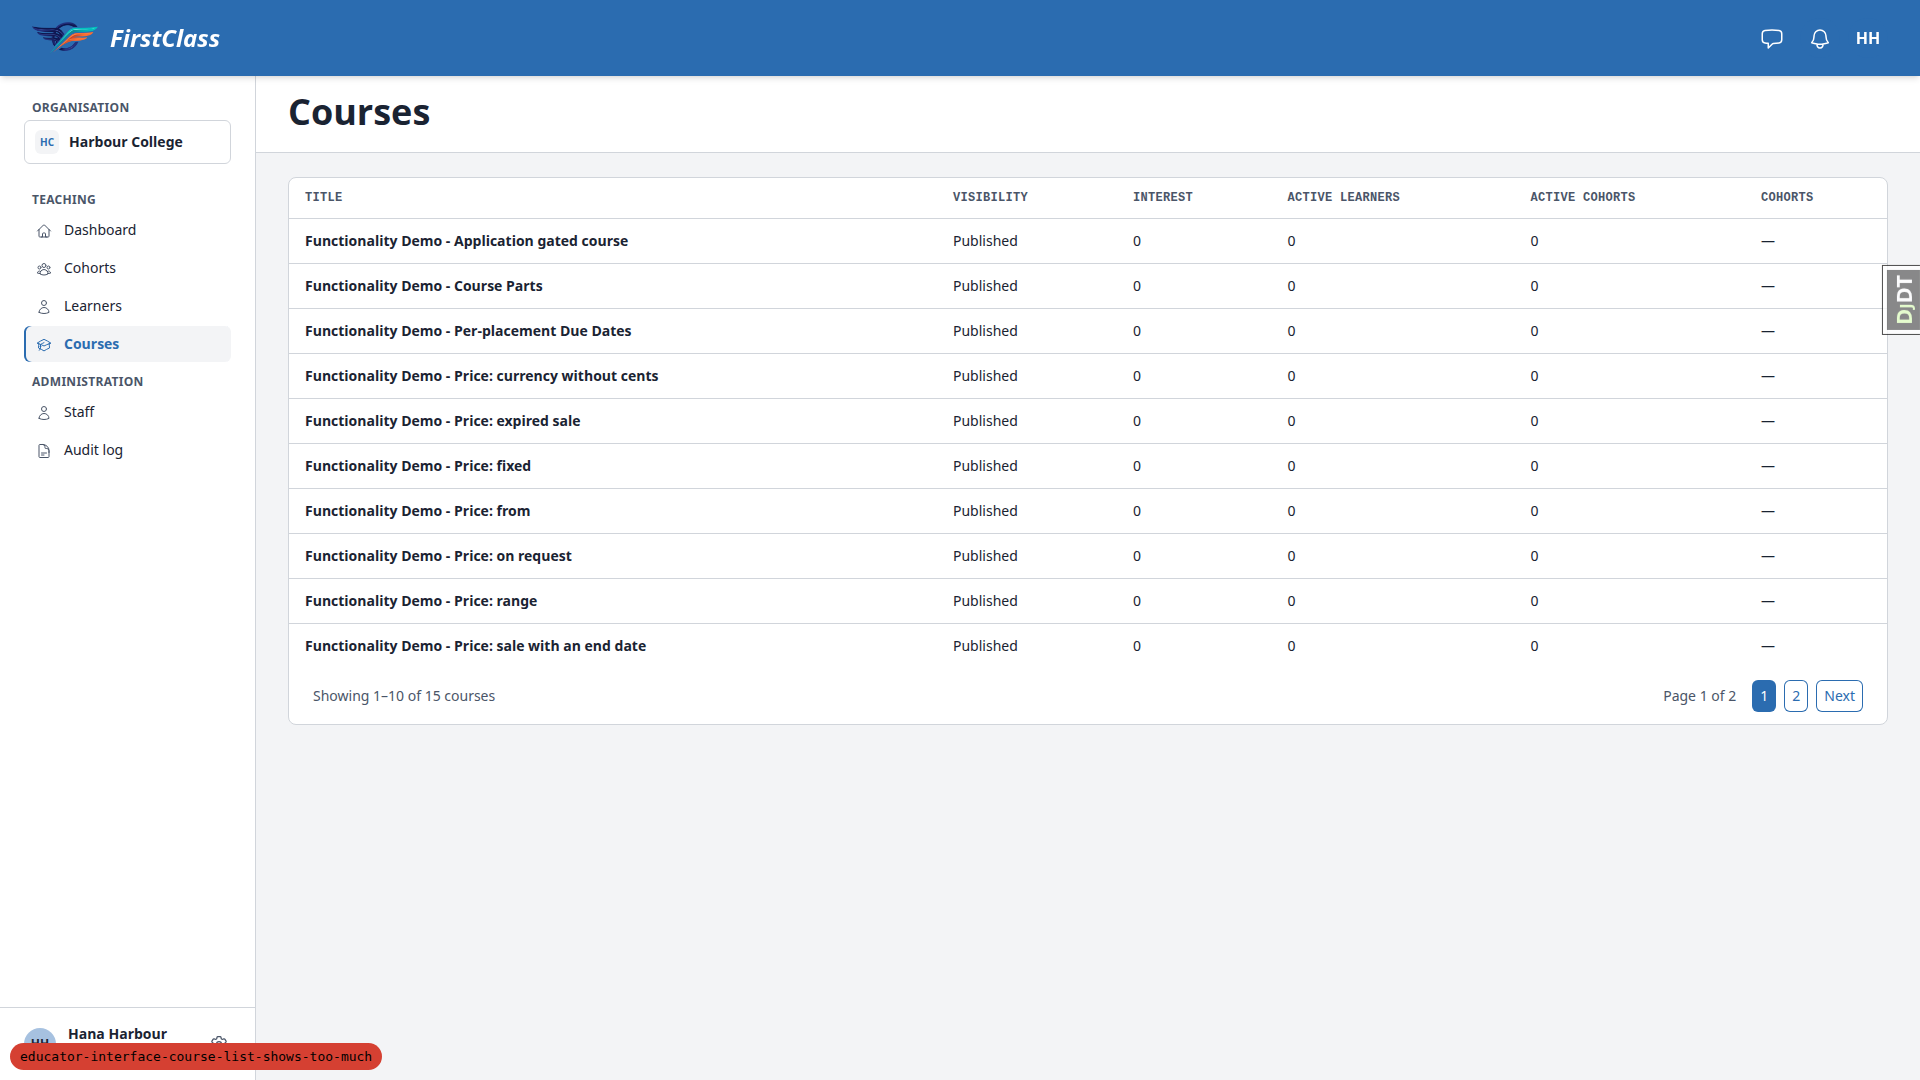 FirstClass
HH
ORGANISATION
HC Harbour College
TEACHING
Dashboard
Cohorts
Learners
Courses
ADMINISTRATION
Staff
Audit log
Courses
TITLE VISIBILITY INTEREST ACTIVE LEARNERS ACTIVE COHORTS COHORTS
Functionality Demo - Application gated course Published 0 0 0 —
Functionality Demo - Course Parts Published 0 0 0 —
Functionality Demo - Per-placement Due Dates Published 0 0 0 —
Functionality Demo - Price: currency without cents Published 0 0 0 —
Functionality Demo - Price: expired sale Published 0 0 0 —
Functionality Demo - Price: fixed Published 0 0 0 —
Functionality Demo - Price: from Published 0 0 0 —
Functionality Demo - Price: on request Published 0 0 0 —
Functionality Demo - Price: range Published 0 0 0 —
Functionality Demo - Price: sale with an end date Published 0 0 0 —
Showing 1–10 of 15 courses
Page 1 of 2 1 2 Next
DJDT
Hana Harbour
HH
educator-interface-course-list-shows-too-much